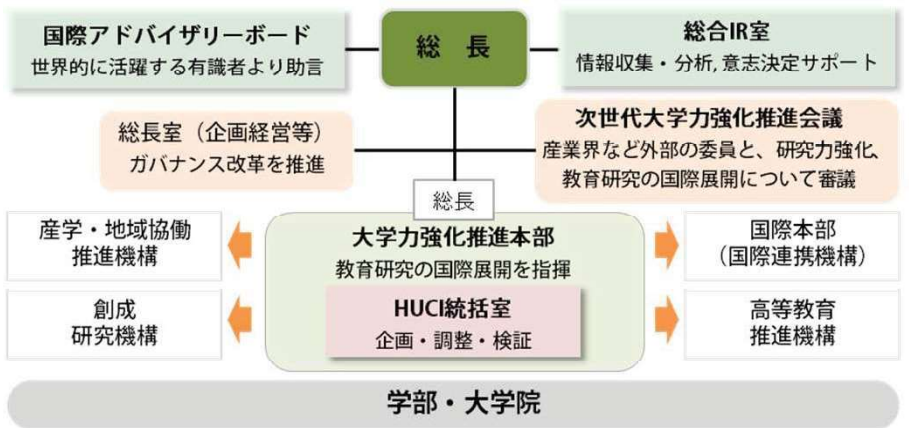 国際アドバイザリーボード
世界的に活躍する有識者より助言
総 長
総合IR室
情報収集・分析, 意志決定サポート
総長室（企画経営等）
ガバナンス改革を推進
次世代大学力強化推進会議
産業界など外部の委員と、研究力強化、
教育研究の国際展開について審議
総長
産学・地域協働
推進機構
大学力強化推進本部
教育研究の国際展開を指揮
国際本部
（国際連携機構）
創成
研究機構
HUCI統括室
企画・調整・検証
高等教育
推進機構
学部・大学院